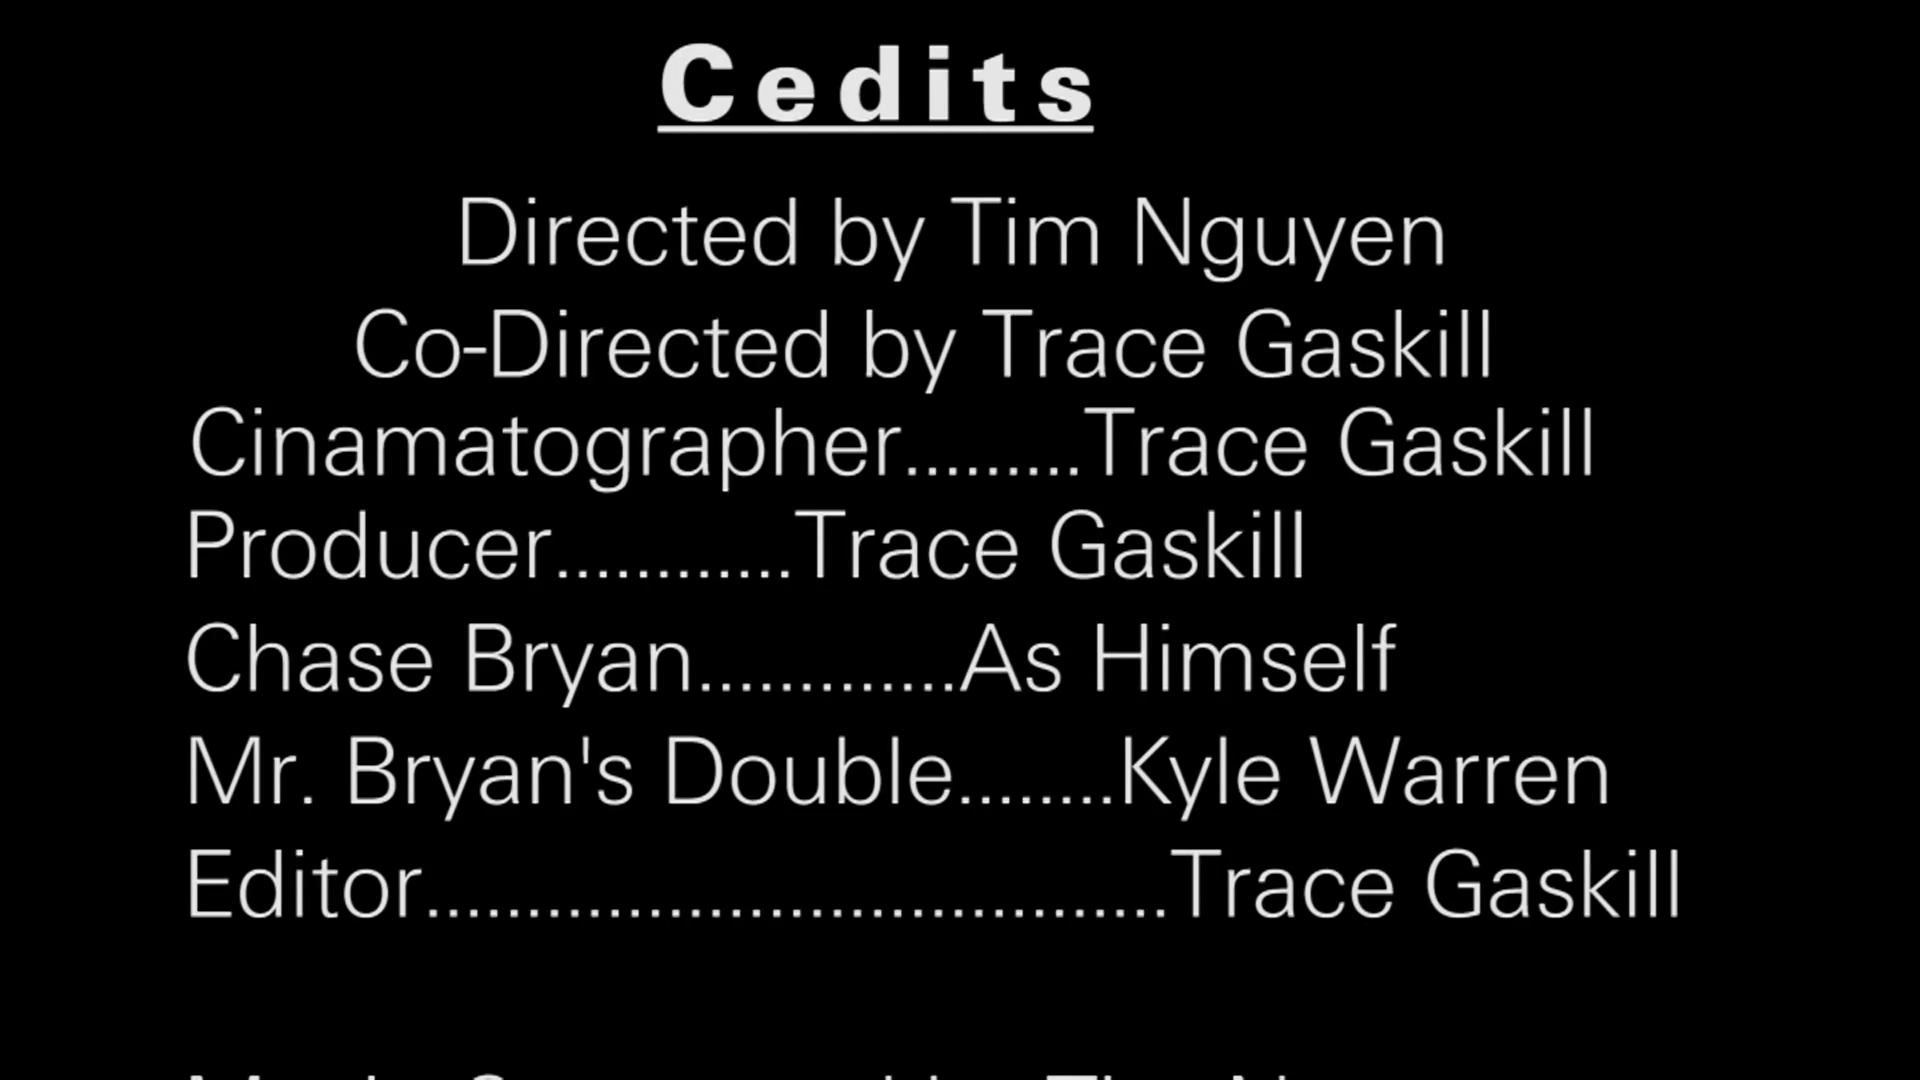 Cedits
Directed by Tim Nguyen
Co-Directed by Trace Gaskill
Cinamatographer.........Trace Gaskill
Producer............Trace Gaskill
Chase Bryan.............As Himself
Mr. Bryan's Double........Kyle Warren
Editor.....................................Trace Gaskill